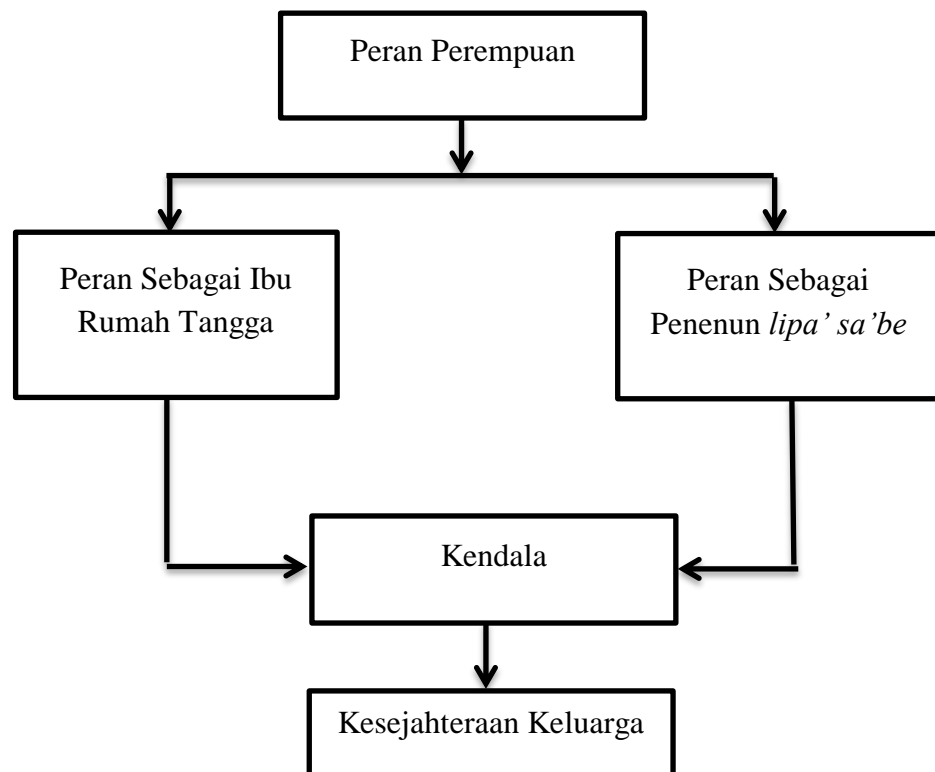 Peran Perempuan
Peran Sebagai Ibu
Rumah Tangga
Peran Sebagai
Penenun lipa’ sa’be
Kendala
Kesejahteraan Keluarga